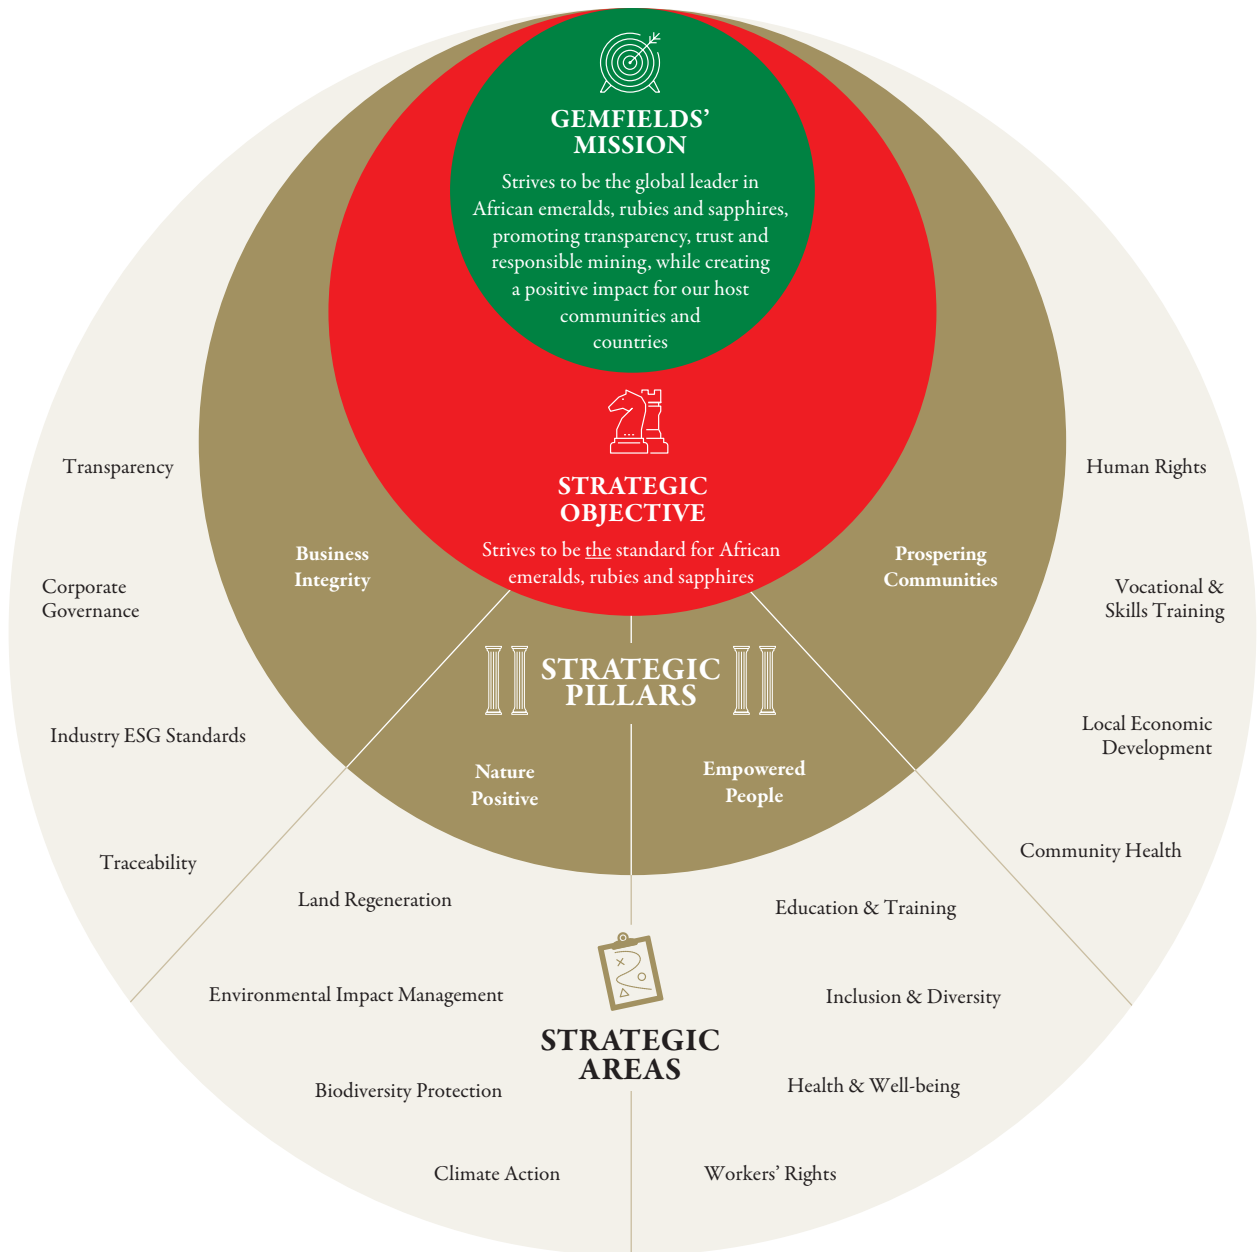 GEMFIELDS’
MISSION
Strives to be the global leader in
African emeralds, rubies and sapphires,
promoting transparency, trust and
responsible mining, while creating
a positive impact for our host
communities and
countries
STRATEGIC
OBJECTIVE
Strives to be the standard for African
emeralds, rubies and sapphires
STRATEGIC
PILLARS
Business
Integrity
Nature
Positive
Empowered
People
Prospering
Communities
Transparency
Corporate
Governance
Industry ESG Standards
Traceability
Land Regeneration
Environmental Impact Management
Biodiversity Protection
Climate Action
STRATEGIC
AREAS
Education & Training
Inclusion & Diversity
Health & Well-being
Workers’ Rights
Human Rights
Vocational &
Skills Training
Local Economic
Development
Community Health